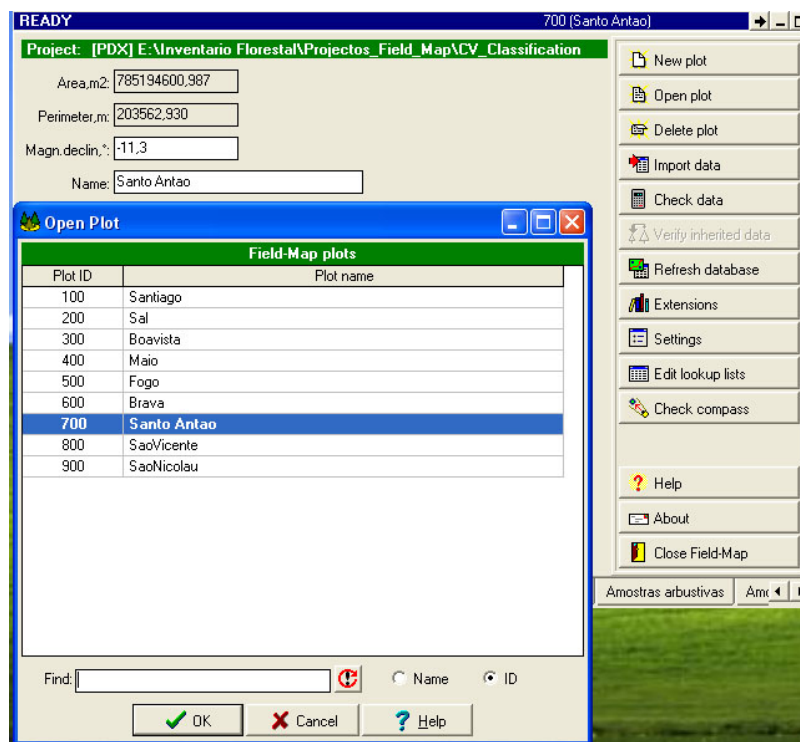 READY 700 (Santo Antao)
Project: [PDX] E:\Inventario Florestal\Projectos_Field_Map\CV_Classification
Area,m2: 785194600,987
Perimeter,m: 203562,930
Magn.declin,°: -11,3
Name: Santo Antao
New plot
Open plot
Delete plot
Import data
Check data
Verify inherited data
Refresh database
Extensions
Settings
Edit lookup lists
Check compass
Help
About
Close Field-Map
Amostras arbustivas Amo
Open Plot
Field-Map plots
Plot ID Plot name
100 Santiago
200 Sal
300 Boavista
400 Maio
500 Fogo
600 Brava
700 Santo Antao
800 SaoVicente
900 SaoNicolau
Find: Name ID
OK Cancel Help